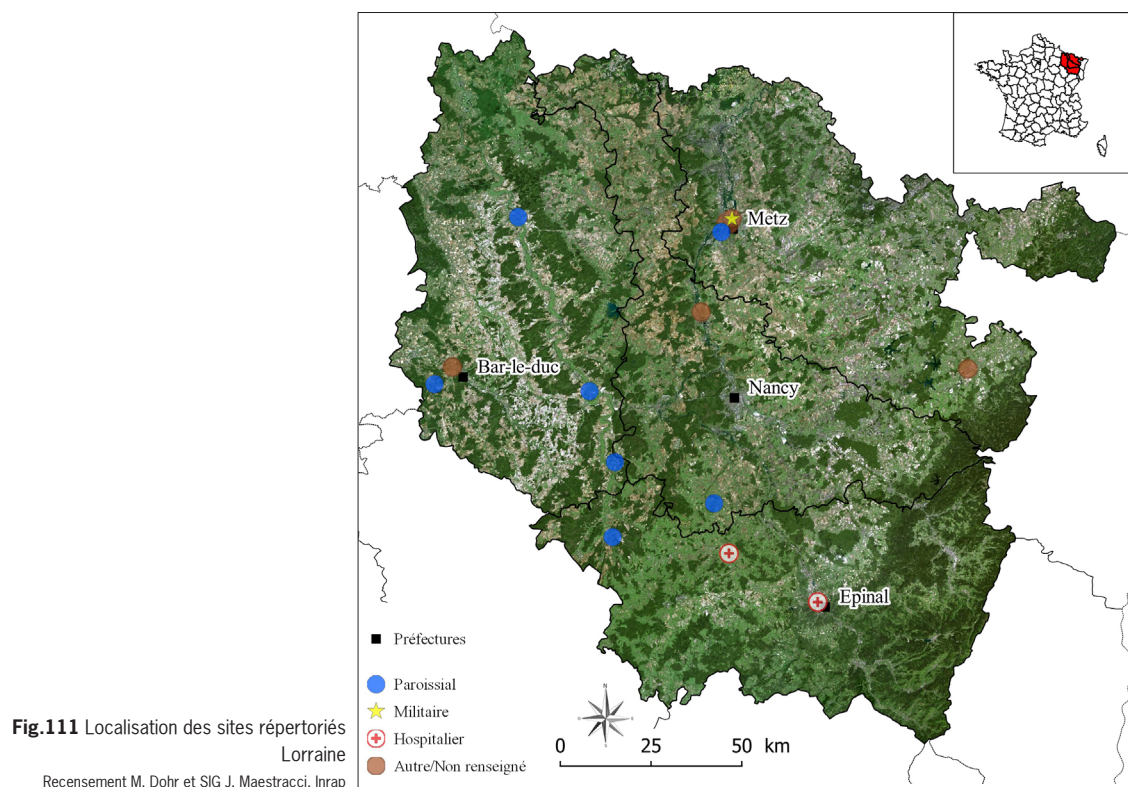 Metz
Bar-le-duc
Nancy
Epinal
Préfectures
Paroissial
Militaire
Hospitalier
Autre/Non renseigné
0 25 50 km
Fig.111 Localisation des sites répertoriés
Lorraine
Recensement M. Dohr et SIG J. Maestracci, Inrap